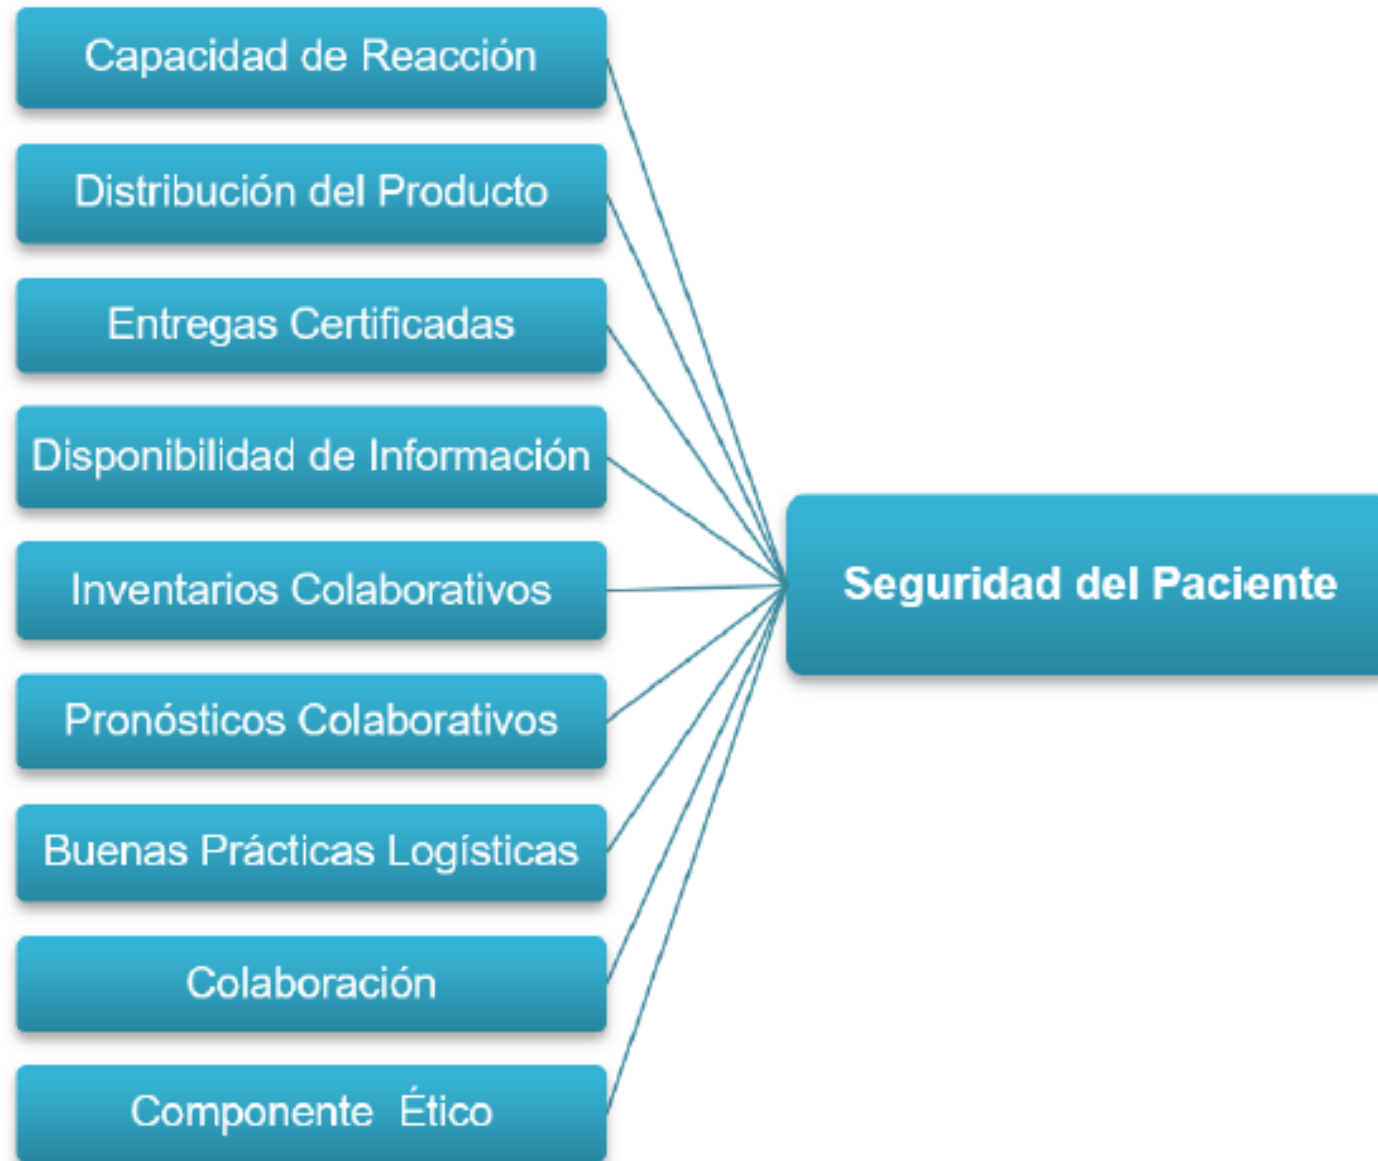 Capacidad de Reacción
Distribución del Producto
Entregas Certificadas
Disponibilidad de Información
Inventarios Colaborativos
Pronósticos Colaborativos
Buenas Prácticas Logísticas
Colaboración
Componente Ético
Seguridad del Paciente